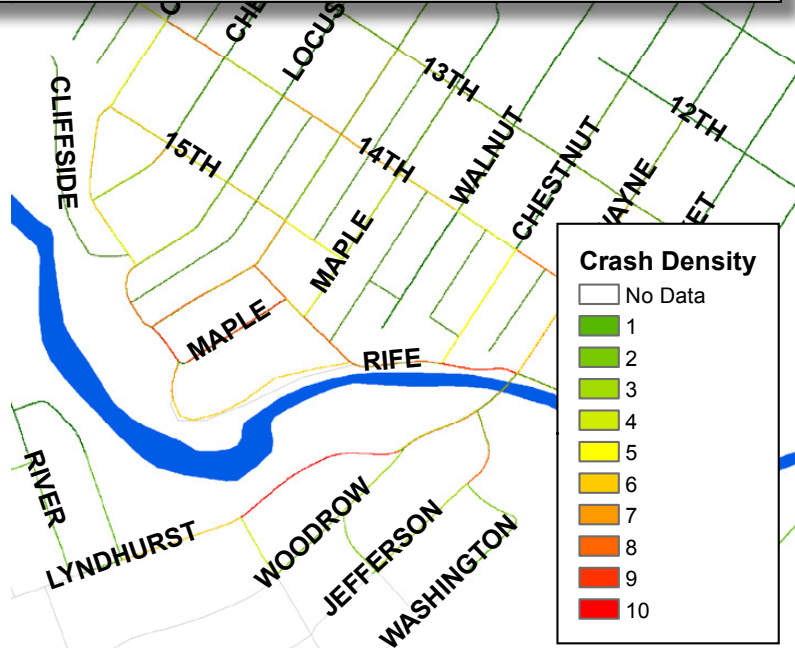 LOCUS
13TH
12TH
CLIFFSIDE
15TH
14TH
WALNUT
CHESTNUT
MAPLE
Crash Density
No Data
1
2
3
4
5
6
7
8
9
10
MAPLE
RIFE
RIVER
LYNDHURST
WOODROW
JEFFERSON
WASHINGTON